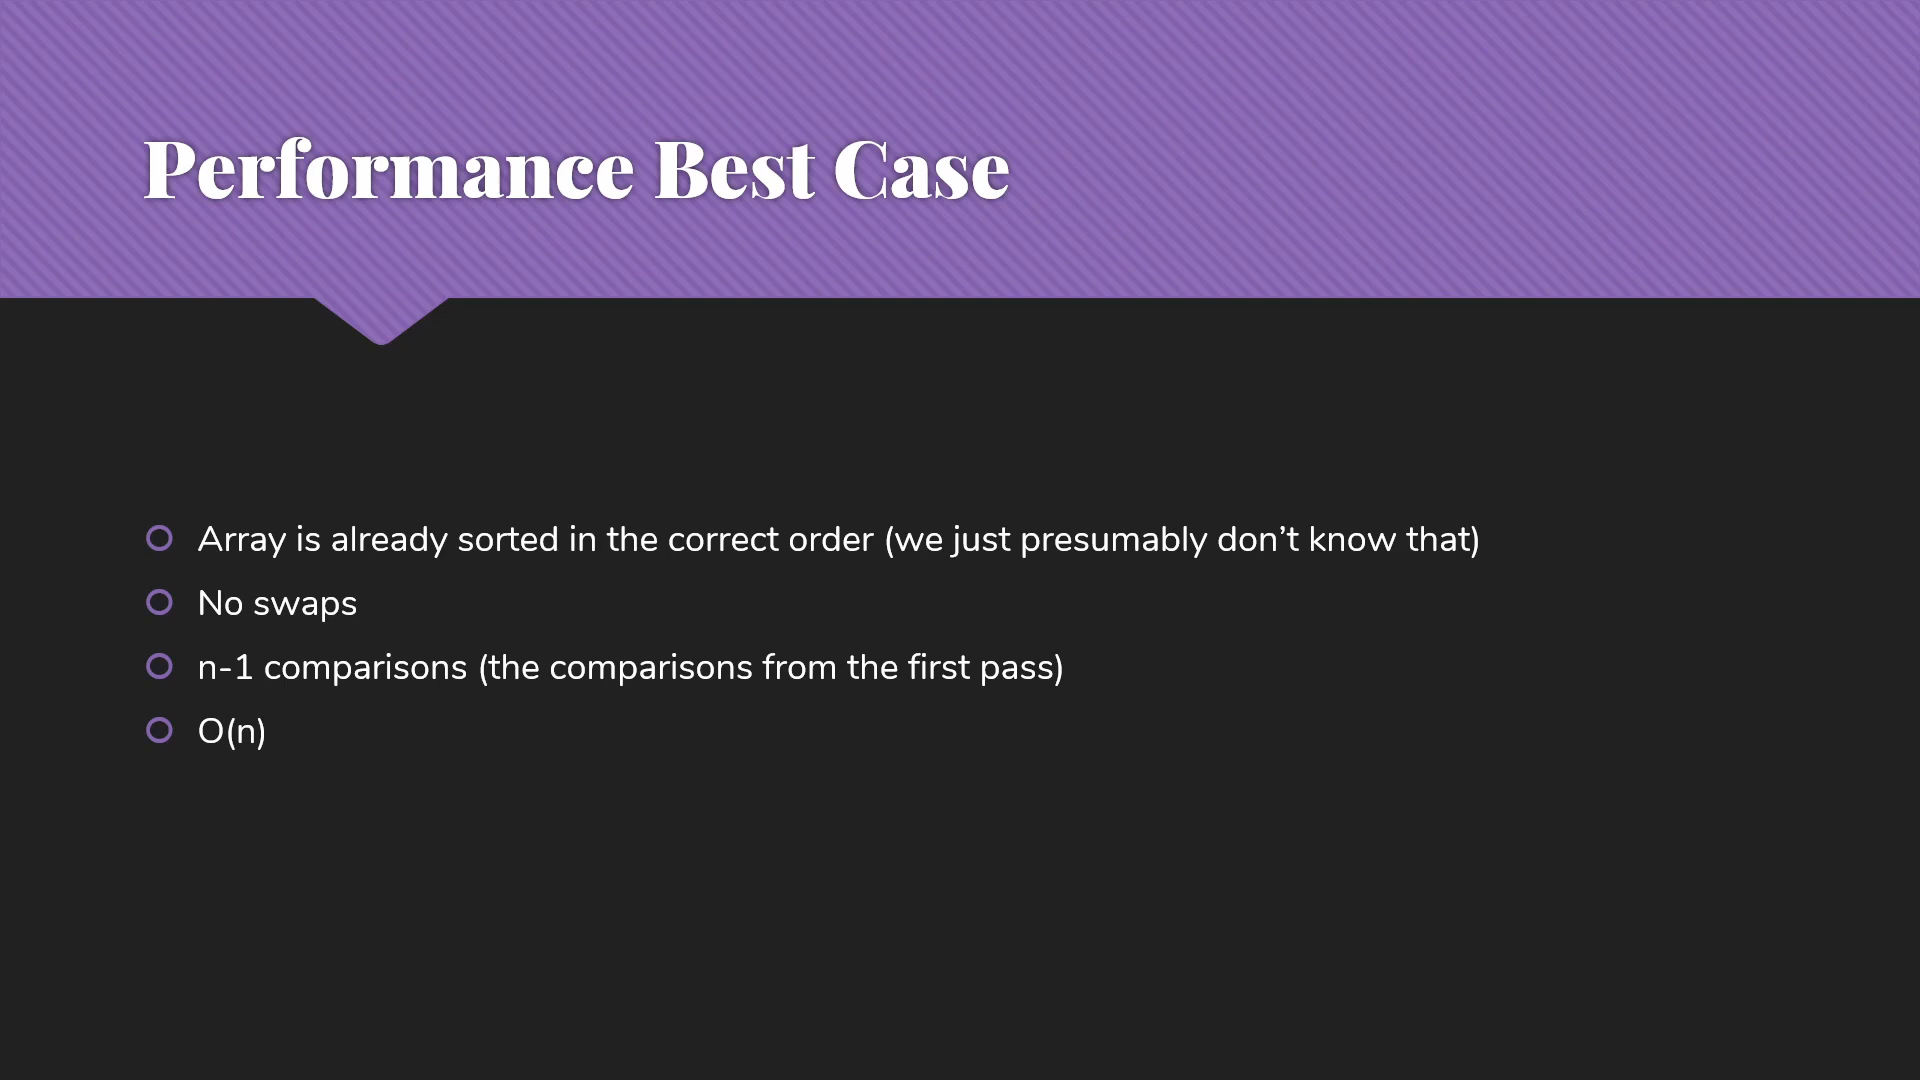 Performance Best Case
Array is already sorted in the correct order (we just presumably don’t know that)
No swaps
n-1 comparisons (the comparisons from the first pass)
O(n)